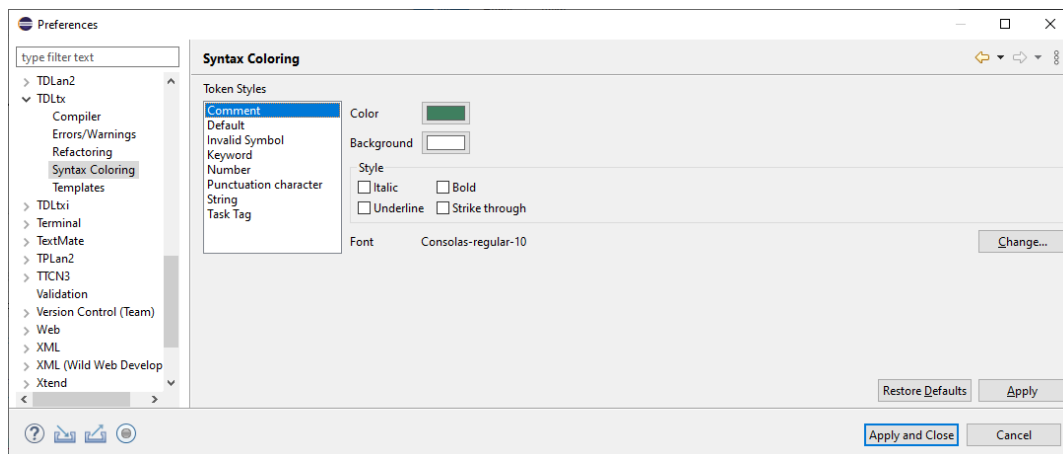 Preferences
type filter text
TDLan2
TDLtx
Compiler
Errors/Warnings
Refactoring
Syntax Coloring
Templates
TDLtxi
Terminal
TextMate
TPLan2
TTCN3
Validation
Version Control (Team)
Web
XML
XML (Wild Web Develop
Xtend
Syntax Coloring
Token Styles
Comment
Default
Invalid Symbol
Keyword
Number
Punctuation character
String
Task Tag
Color
Background
Style
Italic Bold
Underline Strike through
Font Consolas-regular-10 Change...
Restore Defaults Apply
Apply and Close Cancel